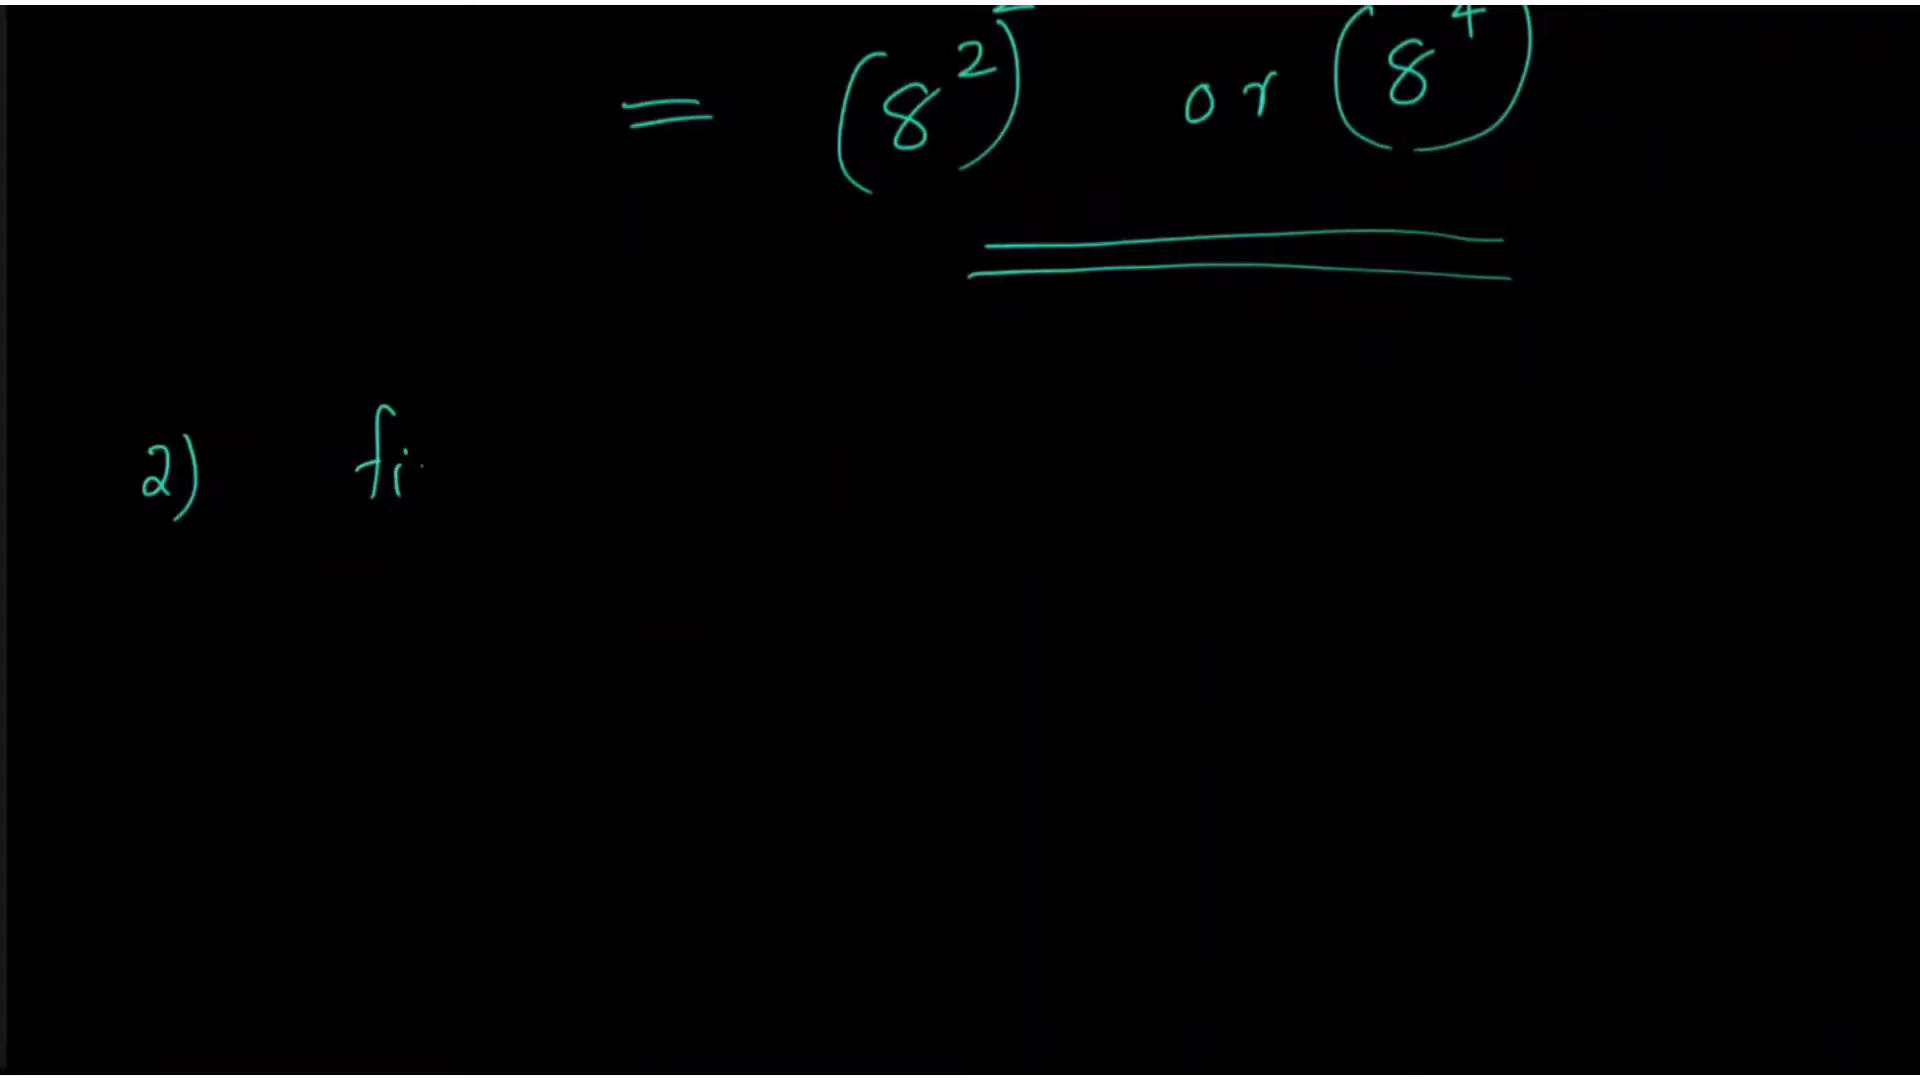 = (8²)² or (8⁴)
2) fi